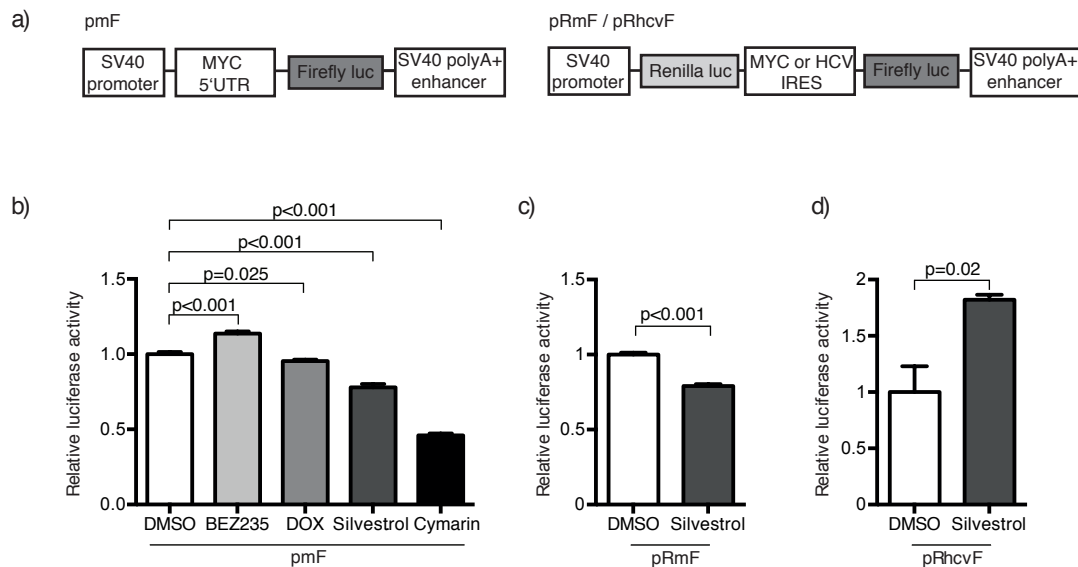 a)
pmF
SV40 promoter
MYC 5'UTR
Firefly luc
SV40 polyA+ enhancer
pRmF / pRhcvF
SV40 promoter
Renilla luc
MYC or HCV IRES
Firefly luc
SV40 polyA+ enhancer
b)
p<0.001
p<0.001
p=0.025
p<0.001
Relative luciferase activity
1.5
1.0
0.5
0.0
DMSO BEZ235 DOX Silvestrol Cymarin
pmF
c)
p<0.001
Relative luciferase activity
1.5
1
0.5
0
DMSO Silvestrol
pRmF
d)
p=0.02
Relative luciferase activity
2
1.5
1
0.5
0
DMSO Silvestrol
pRhcvF